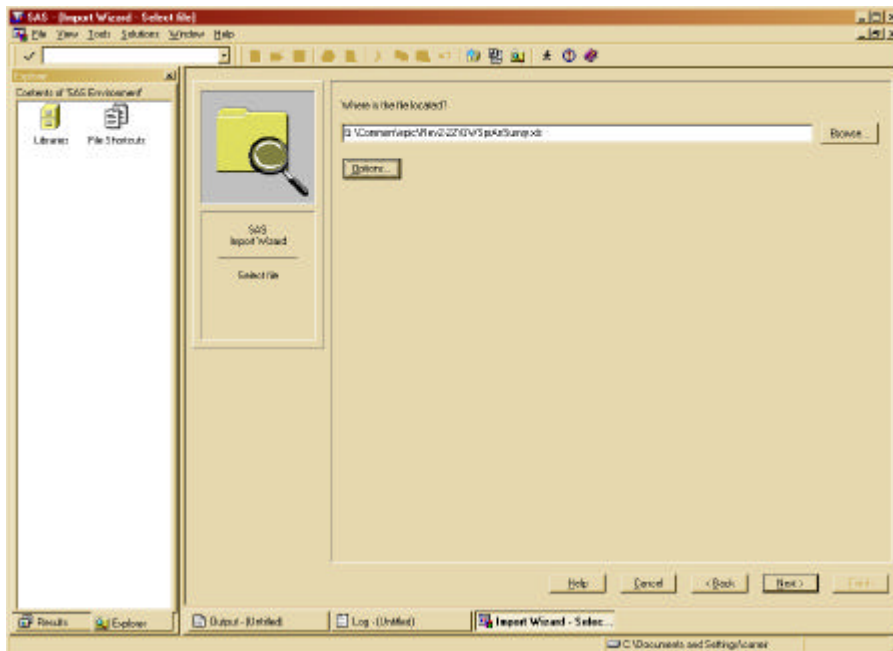 SAS - [Import Wizard - Select file]
File View Tools Solutions Window Help
Explorer
Contents of 'SAS Environment'
Libraries
File Shortcuts
Where is the file located?
Browse...
Options...
SAS
Import Wizard
Select file
Help
Cancel
< Back
Next >
Results
Explorer
Output - (Untitled)
Log - (Untitled)
Import Wizard - Selec...
C:\Documents and Settings\